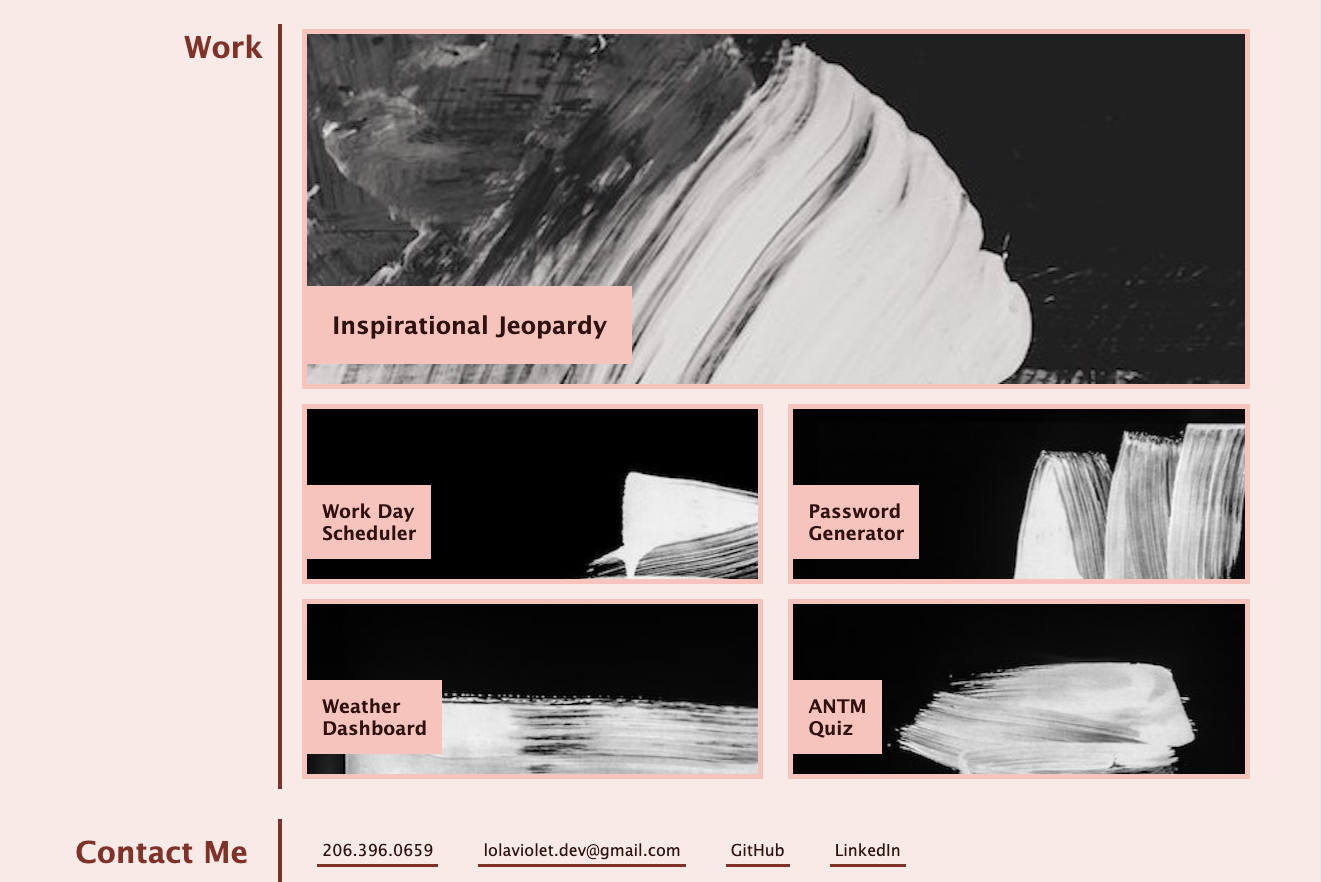 Work
Inspirational Jeopardy
Work Day
Scheduler
Password
Generator
Weather
Dashboard
ANTM
Quiz
Contact Me
206.396.0659
lolaviolet.dev@gmail.com
GitHub
LinkedIn